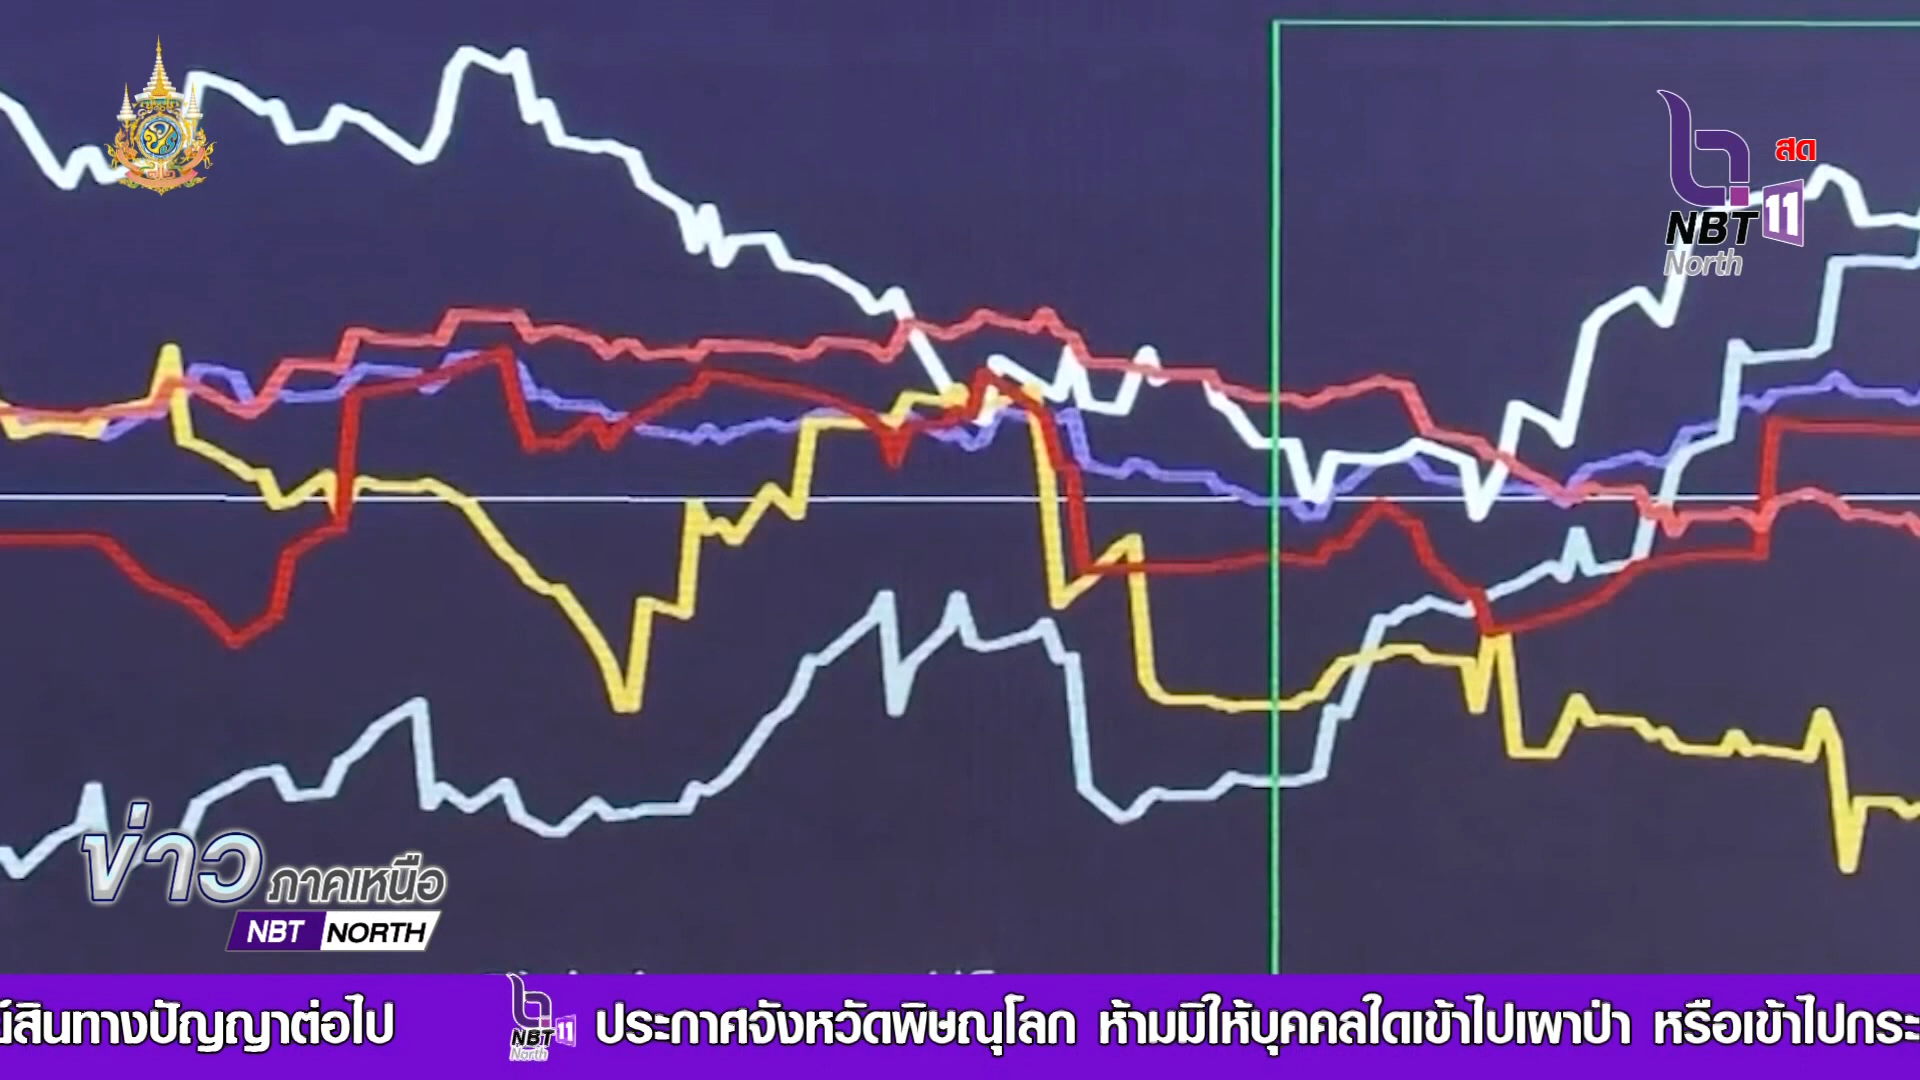 สด
NBT 11
North
ข่าว ภาคเหนือ
NBT NORTH
สินทางปัญญาต่อไป NBT 11 North ประกาศจังหวัดพิษณุโลก ห้ามมิให้บุคคลใดเข้าไปเผาป่า หรือเข้าไปกระ